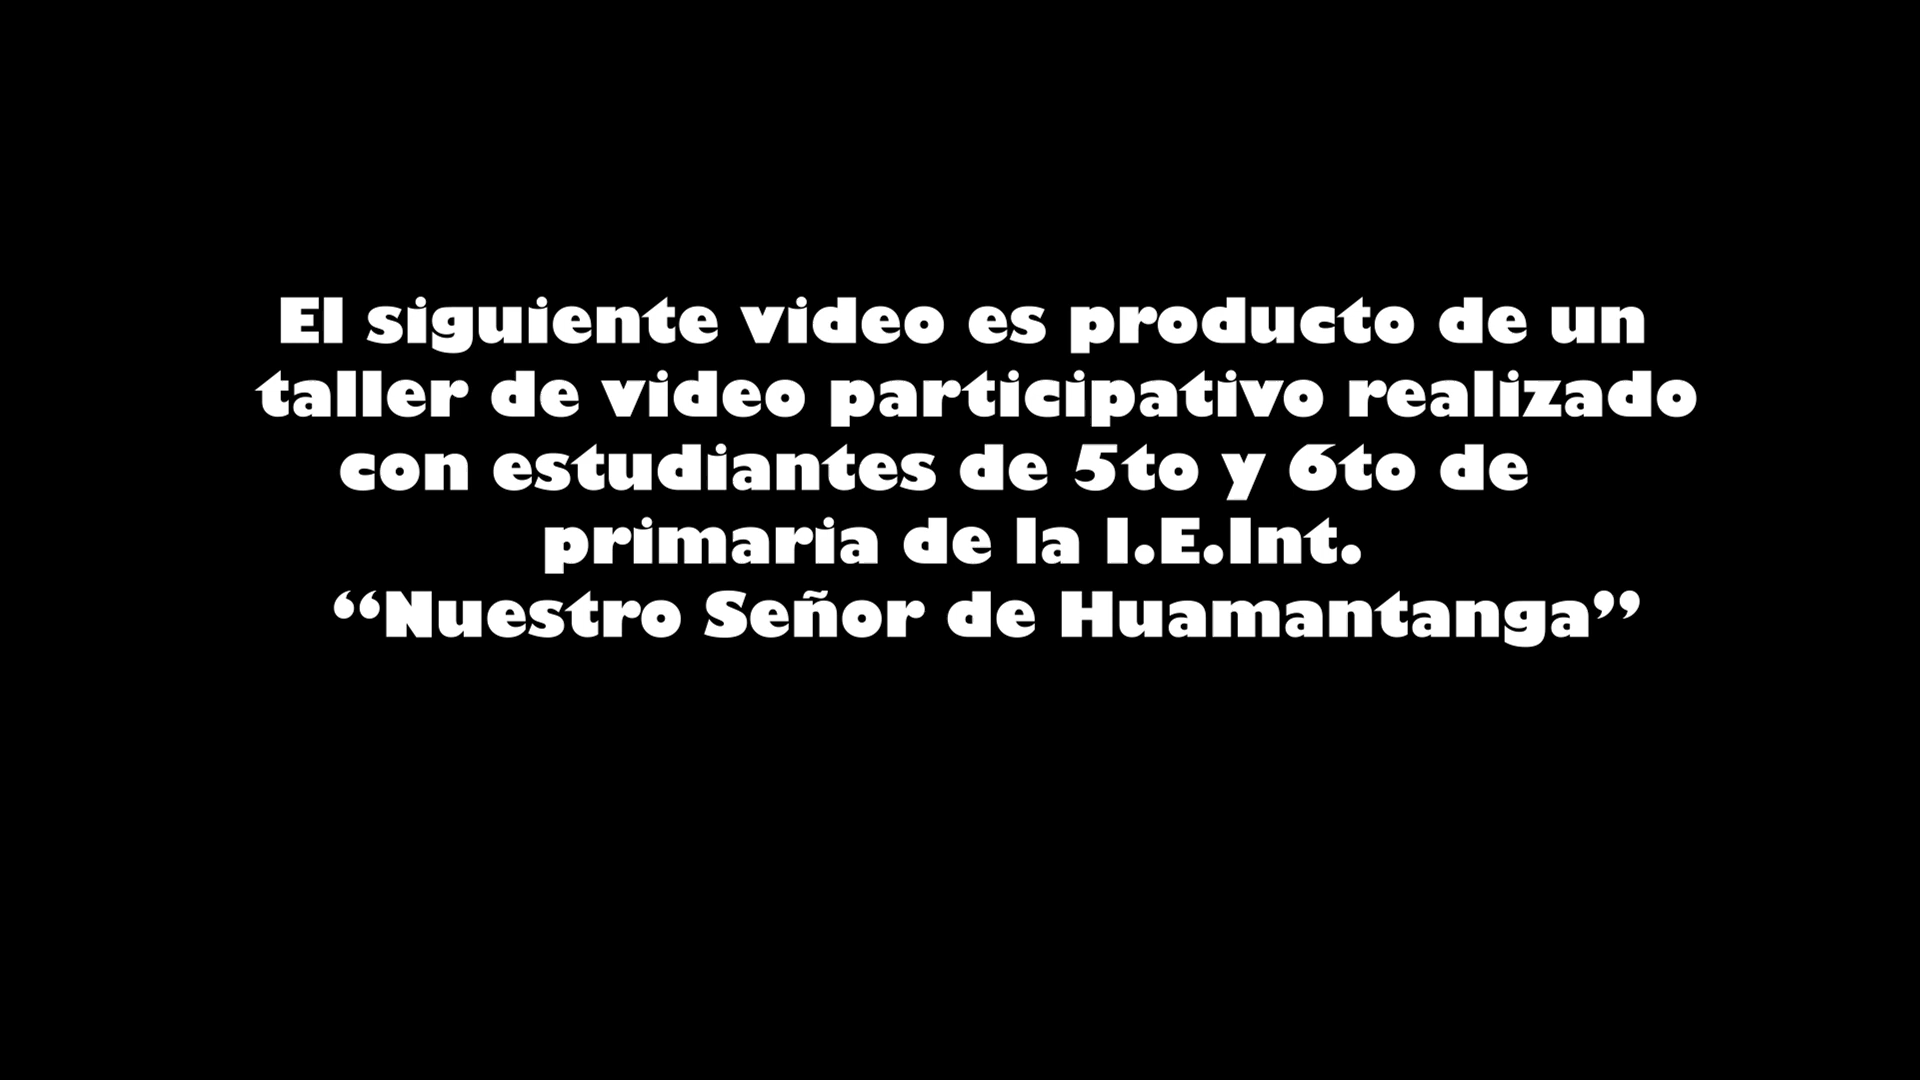 El siguiente video es producto de un
taller de video participativo realizado
con estudiantes de 5to y 6to de
primaria de la I.E.Int.
“Nuestro Señor de Huamantanga”